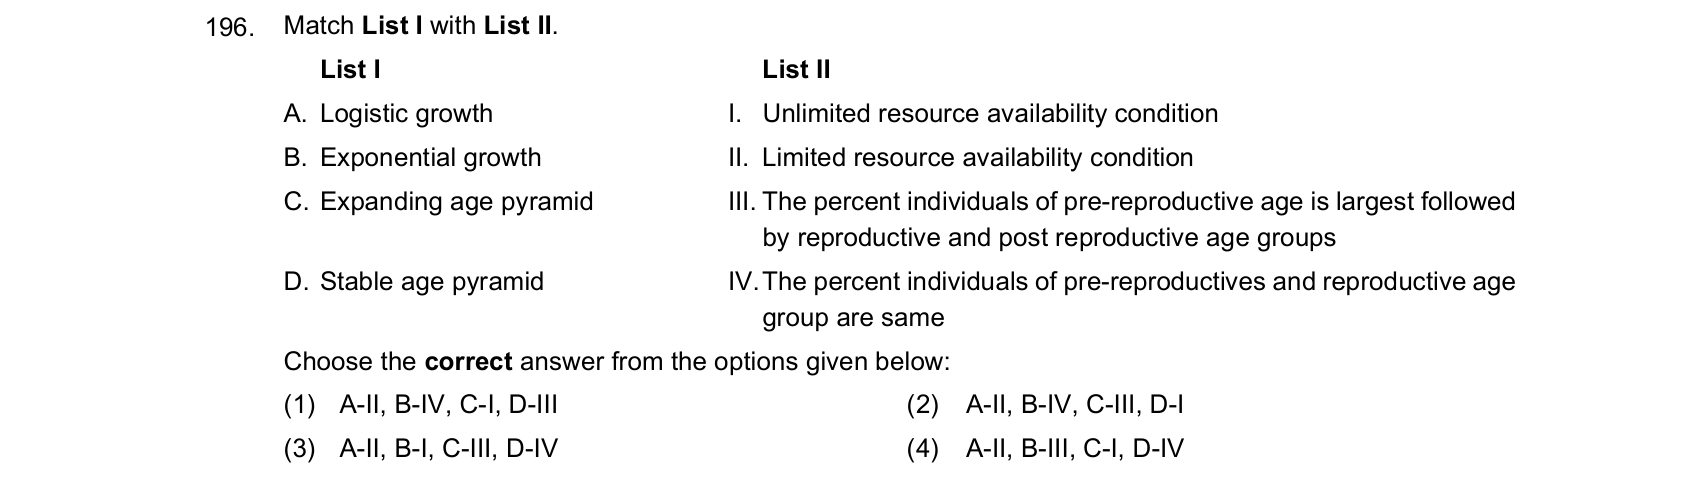 196. Match List I with List II.
List I List II
A. Logistic growth I. Unlimited resource availability condition
B. Exponential growth II. Limited resource availability condition
C. Expanding age pyramid III. The percent individuals of pre-reproductive age is largest followed
by reproductive and post reproductive age groups
D. Stable age pyramid IV. The percent individuals of pre-reproductives and reproductive age
group are same
Choose the correct answer from the options given below:
(1) A-II, B-IV, C-I, D-III (2) A-II, B-IV, C-III, D-I
(3) A-II, B-I, C-III, D-IV (4) A-II, B-III, C-I, D-IV